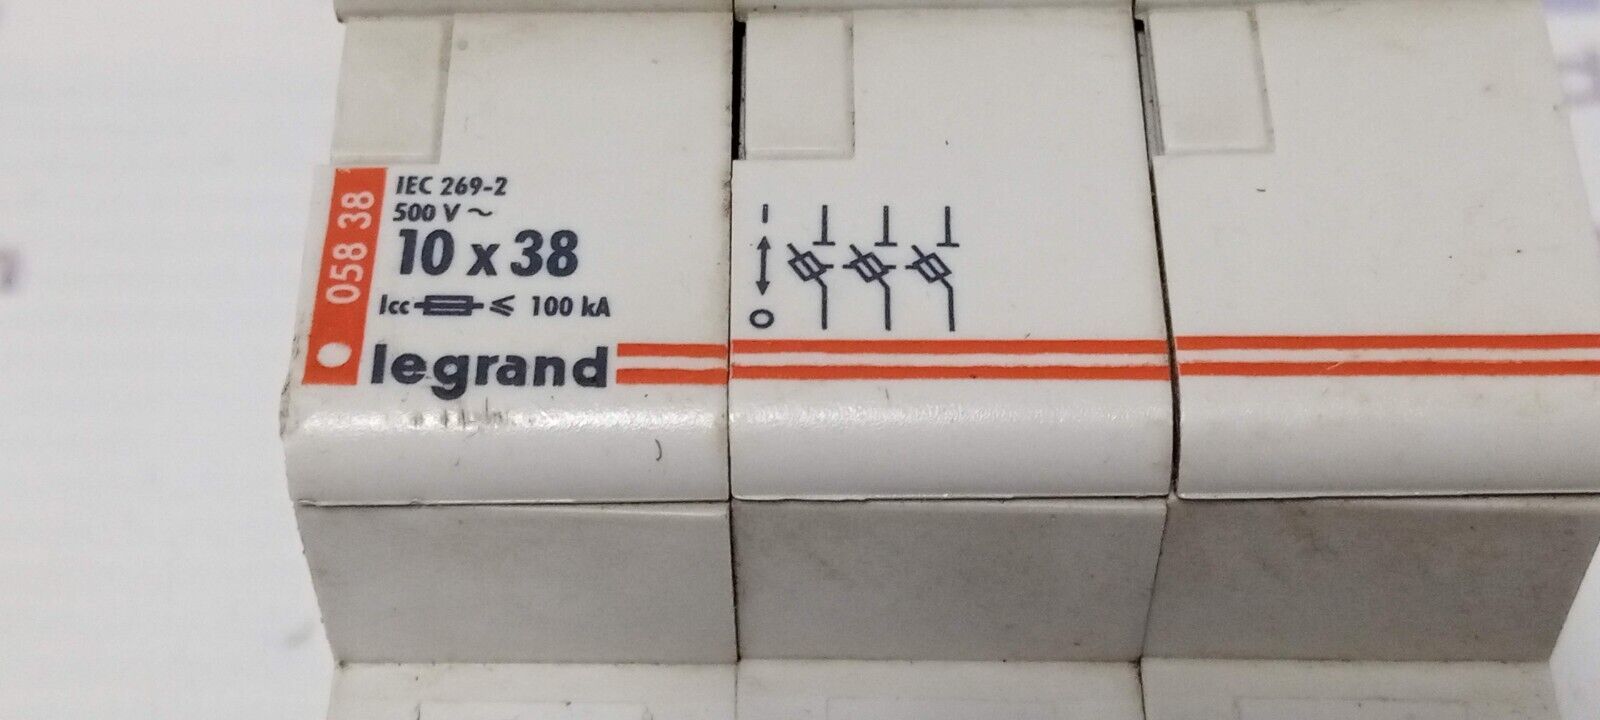 058 38
IEC 269-2
500 V ~
10 x 38
Icc ≤ 100 kA
legrand
I
O